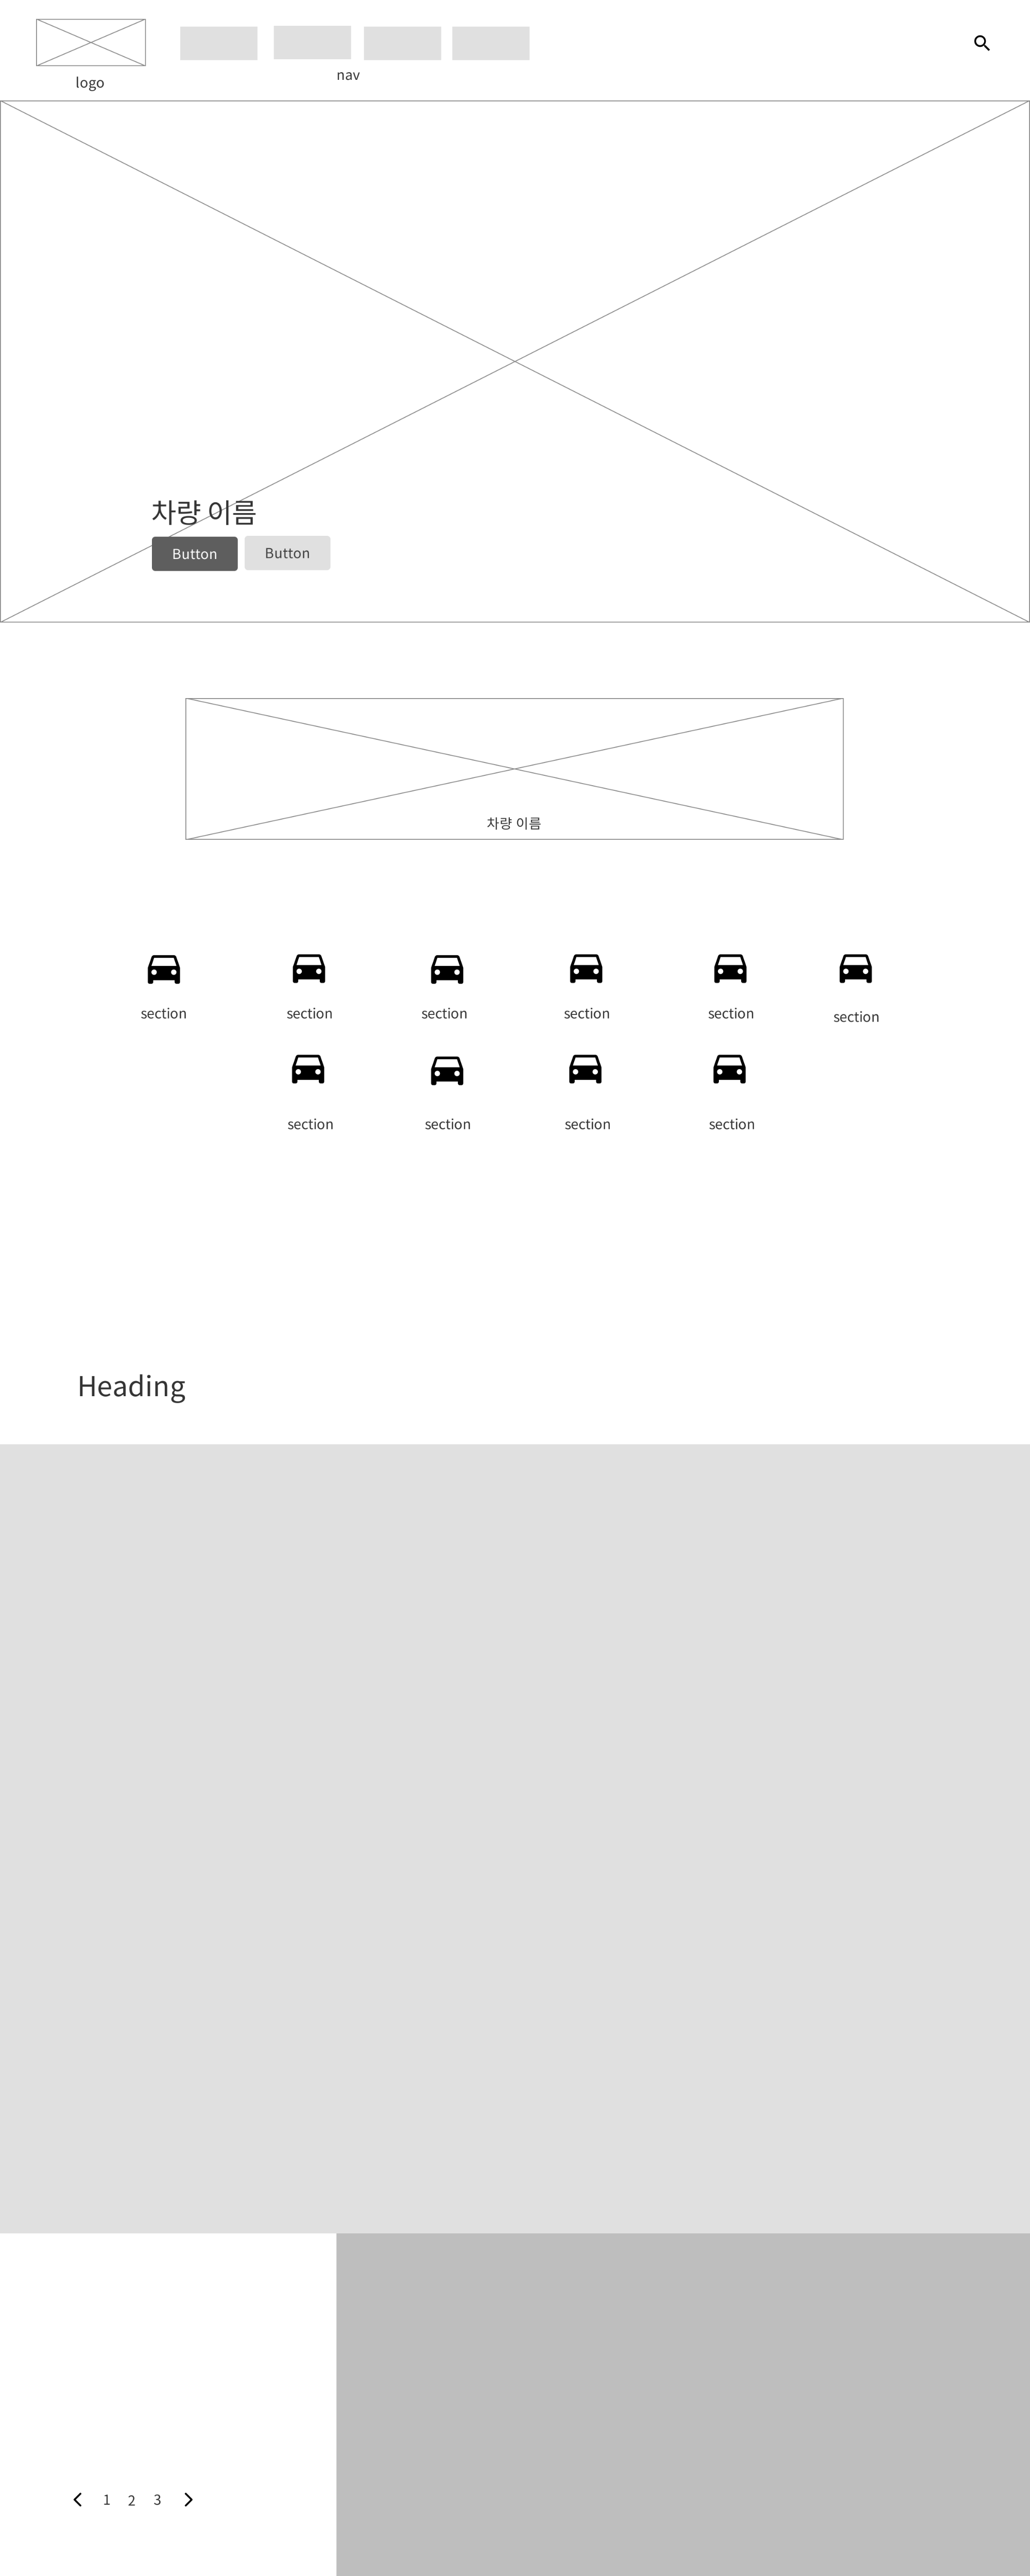 logo
nav
차량 이름
Button Button
차량 이름
section section section section section section
section section section section
Heading
1 2 3